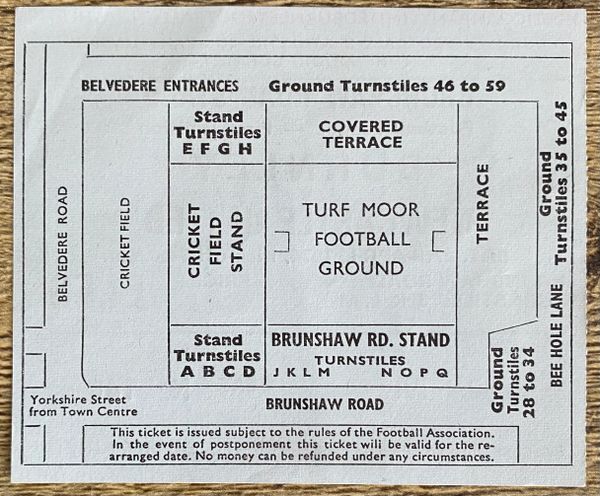 BELVEDERE ENTRANCES Ground Turnstiles 46 to 59
Stand
Turnstiles
E F G H
COVERED
TERRACE
BELVEDERE ROAD
CRICKET FIELD
CRICKET
FIELD
STAND
TURF MOOR
FOOTBALL
GROUND
TERRACE
Ground
Turnstiles 35 to 45
BEE HOLE LANE
Stand
Turnstiles
A B C D
BRUNSHAW RD. STAND
TURNSTILES
J K L M N O P Q
Ground
Turnstiles
28 to 34
Yorkshire Street
from Town Centre
BRUNSHAW ROAD
This ticket is issued subject to the rules of the Football Association.
In the event of postponement this ticket will be valid for the re-
arranged date. No money can be refunded under any circumstances.